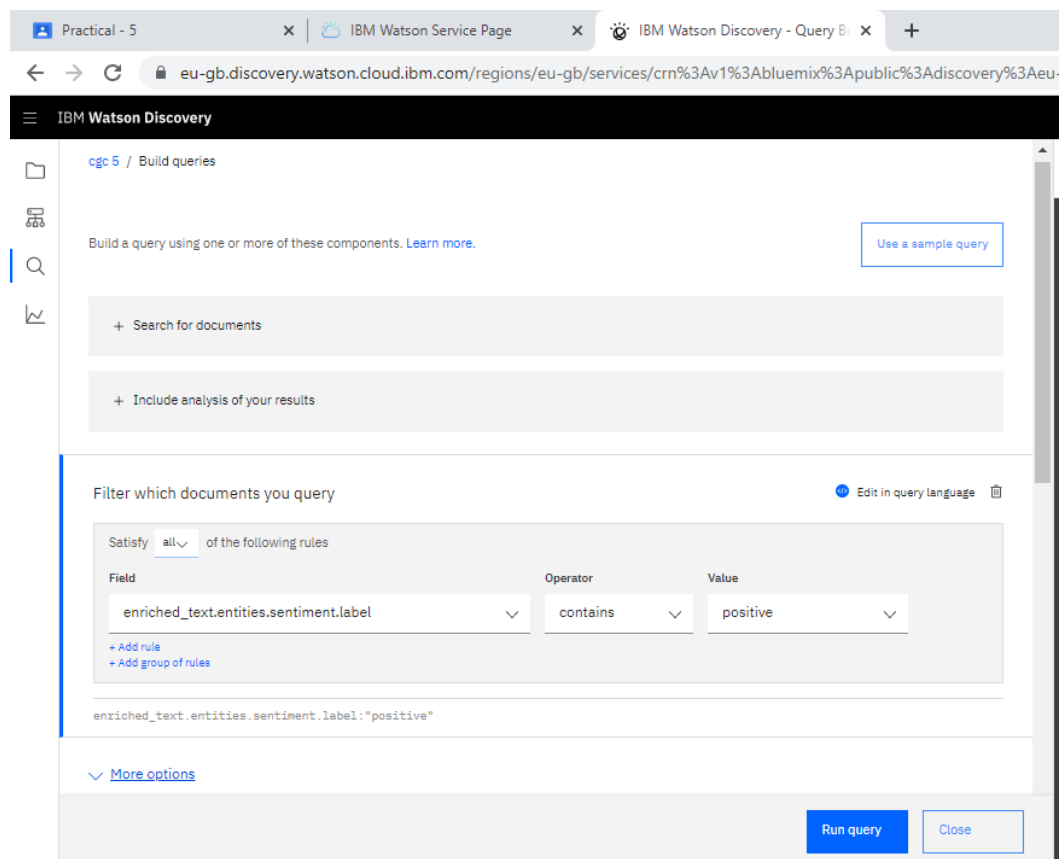 Practical - 5
IBM Watson Service Page
IBM Watson Discovery - Query B
eu-gb.discovery.watson.cloud.ibm.com/regions/eu-gb/services/crn%3Av1%3Abluemix%3Apublic%3Adiscovery%3Aeu-
IBM Watson Discovery
cgc 5 / Build queries
Build a query using one or more of these components. Learn more.
Use a sample query
+ Search for documents
+ Include analysis of your results
Filter which documents you query
Edit in query language
Satisfy all of the following rules
Field Operator Value
enriched_text.entities.sentiment.label contains positive
+ Add rule
+ Add group of rules
enriched_text.entities.sentiment.label:"positive"
More options
Run query Close